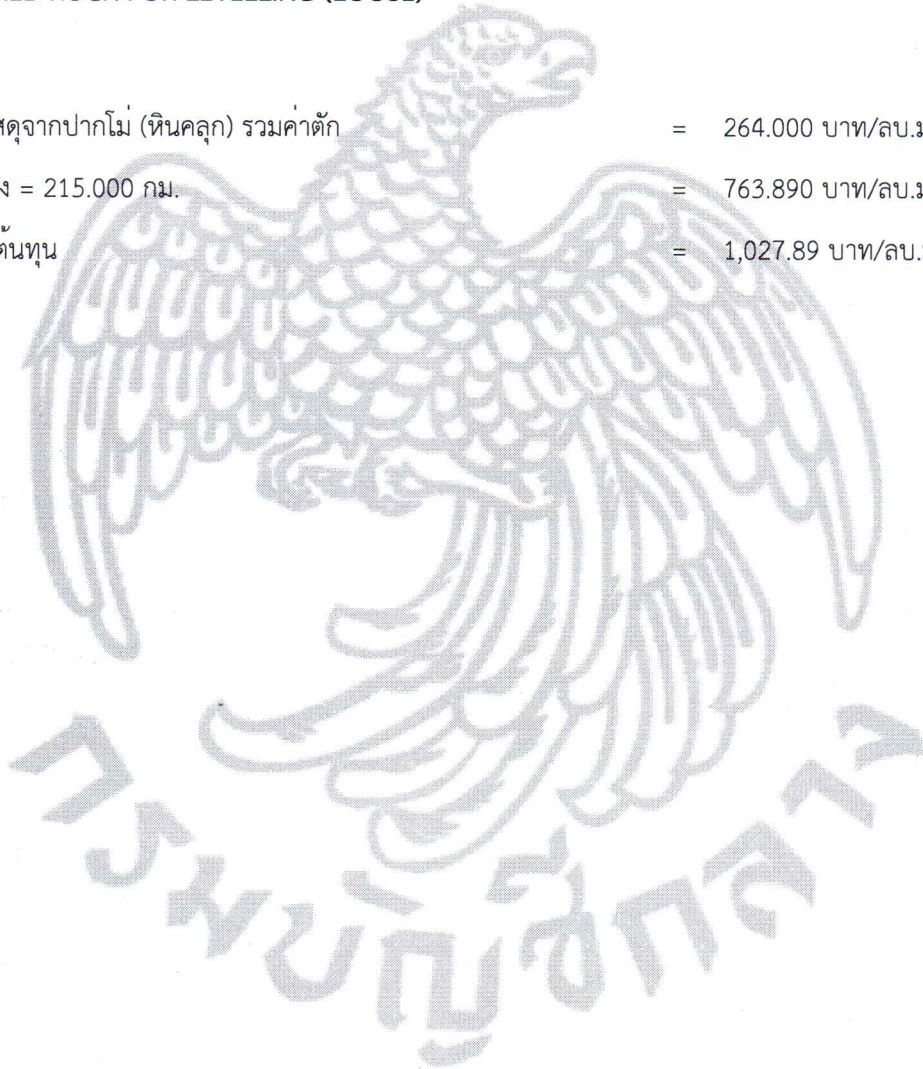 สดุจากปากโม่ (หินคลุก) รวมค่าตัก = 264.000 บาท/ลบ.ม
ง = 215.000 กม. = 763.890 บาท/ลบ.ม
ต้นทุน = 1,027.89 บาท/ลบ.
กรมบัญชีกลาง